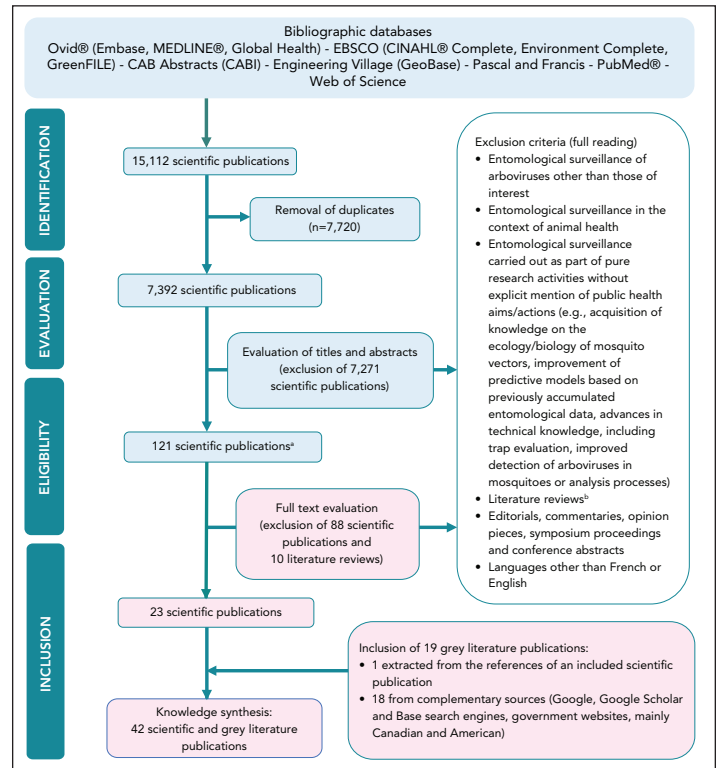 Bibliographic databases
Ovid® (Embase, MEDLINE®, Global Health) - EBSCO (CINAHL® Complete, Environment Complete,
GreenFILE) - CAB Abstracts (CABI) - Engineering Village (GeoBase) - Pascal and Francis - PubMed® -
Web of Science
IDENTIFICATION
15,112 scientific publications
Removal of duplicates
(n=7,720)
EVALUATION
7,392 scientific publications
Evaluation of titles and abstracts
(exclusion of 7,271
scientific publications)
ELIGIBILITY
121 scientific publicationsᵃ
Full text evaluation
(exclusion of 88 scientific
publications and
10 literature reviews)
Exclusion criteria (full reading)
• Entomological surveillance of
arboviruses other than those of
interest
• Entomological surveillance in the
context of animal health
• Entomological surveillance
carried out as part of pure
research activities without
explicit mention of public health
aims/actions (e.g., acquisition of
knowledge on the
ecology/biology of mosquito
vectors, improvement of
predictive models based on
previously accumulated
entomological data, advances in
technical knowledge, including
trap evaluation, improved
detection of arboviruses in
mosquitoes or analysis processes)
• Literature reviewsᵇ
• Editorials, commentaries, opinion
pieces, symposium proceedings
and conference abstracts
• Languages other than French or
English
INCLUSION
23 scientific publications
Inclusion of 19 grey literature publications:
• 1 extracted from the references of an included scientific
publication
• 18 from complementary sources (Google, Google Scholar
and Base search engines, government websites, mainly
Canadian and American)
Knowledge synthesis:
42 scientific and grey literature
publications